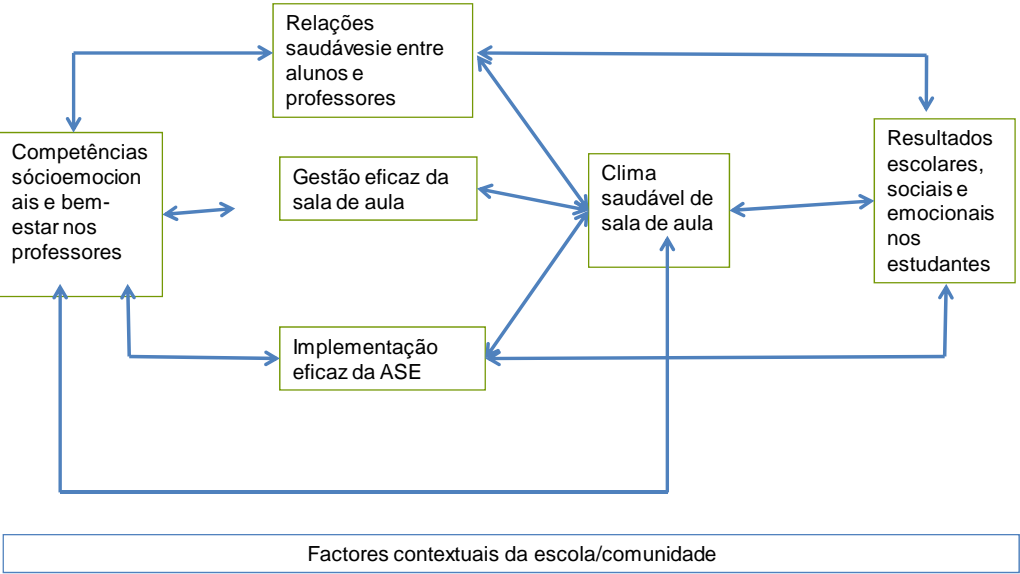 Relações
saudávesie entre
alunos e
professores
Competências
sócioemocion
ais e bem-
estar nos
professores
Gestão eficaz da
sala de aula
Clima
saudável de
sala de aula
Resultados
escolares,
sociais e
emocionais
nos
estudantes
Implementação
eficaz da ASE
Factores contextuais da escola/comunidade